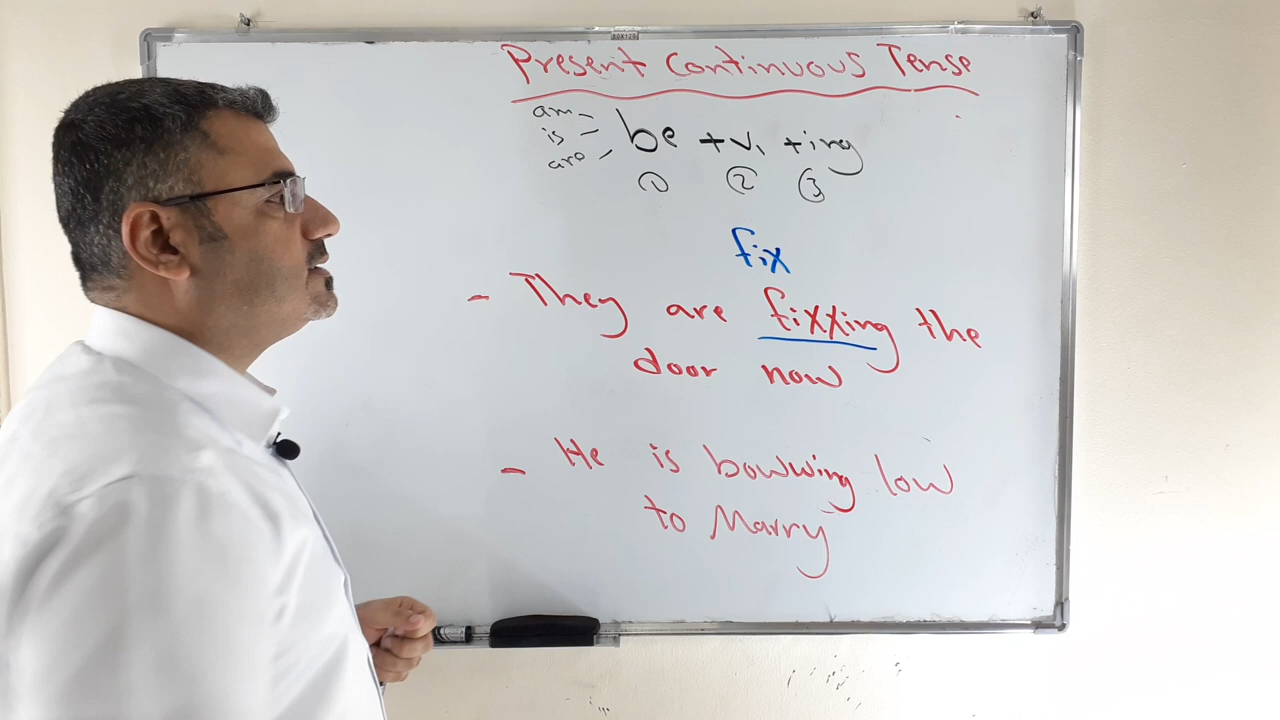 Present Continuous Tense
am
is
are
be + v1 + ing
1 2 3
fix
- They are fixxing the
door now
- He is bowwing low
to Marry